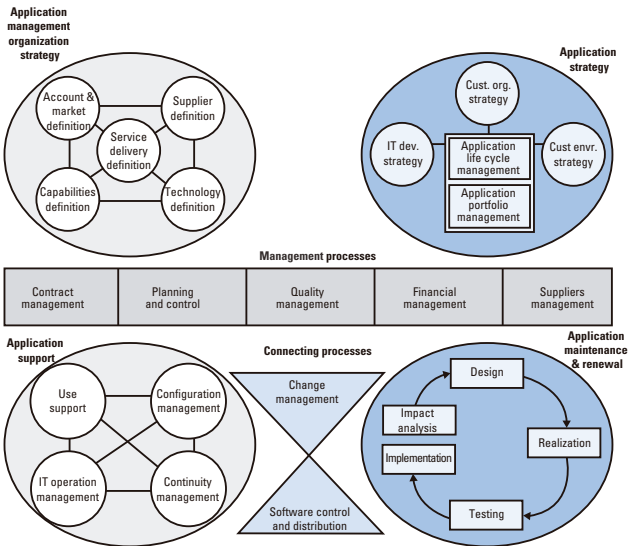 Application
management
organization
strategy
Account &
market
definition
Supplier
definition
Service
delivery
definition
Capabilities
definition
Technology
definition
Application
strategy
Cust. org.
strategy
IT dev.
strategy
Cust envr.
strategy
Application
life cycle
management
Application
portfolio
management
Management processes
Contract
management
Planning
and control
Quality
management
Financial
management
Suppliers
management
Application
support
Use
support
Configuration
management
IT operation
management
Continuity
management
Connecting processes
Change
management
Software control
and distribution
Application
maintenance
& renewal
Design
Impact
analysis
Realization
Implementation
Testing